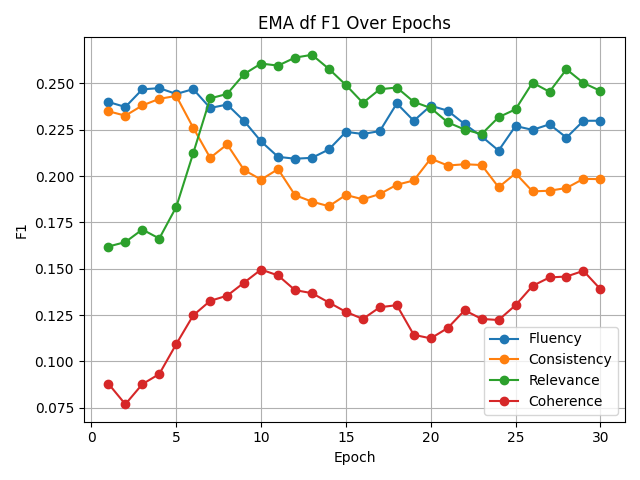 EMA df F1 Over Epochs
0.250
0.225
0.200
0.175
0.150
0.125
0.100
0.075
F1
0 5 10 15 20 25 30
Epoch
Fluency
Consistency
Relevance
Coherence